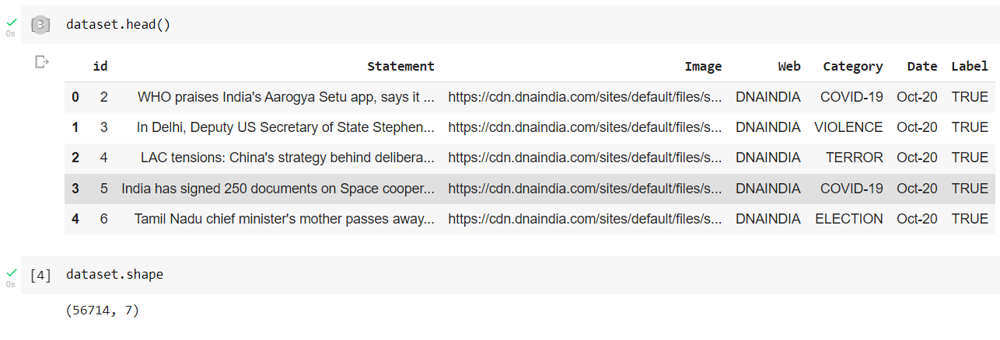 [3] dataset.head()
0s
id Statement Image Web Category Date Label
0 2 WHO praises India's Aarogya Setu app, says it ... https://cdn.dnaindia.com/sites/default/files/s... DNAINDIA COVID-19 Oct-20 TRUE
1 3 In Delhi, Deputy US Secretary of State Stephen... https://cdn.dnaindia.com/sites/default/files/s... DNAINDIA VIOLENCE Oct-20 TRUE
2 4 LAC tensions: China's strategy behind delibera... https://cdn.dnaindia.com/sites/default/files/s... DNAINDIA TERROR Oct-20 TRUE
3 5 India has signed 250 documents on Space cooper... https://cdn.dnaindia.com/sites/default/files/s... DNAINDIA COVID-19 Oct-20 TRUE
4 6 Tamil Nadu chief minister's mother passes away... https://cdn.dnaindia.com/sites/default/files/s... DNAINDIA ELECTION Oct-20 TRUE
[4] dataset.shape
0s
(56714, 7)